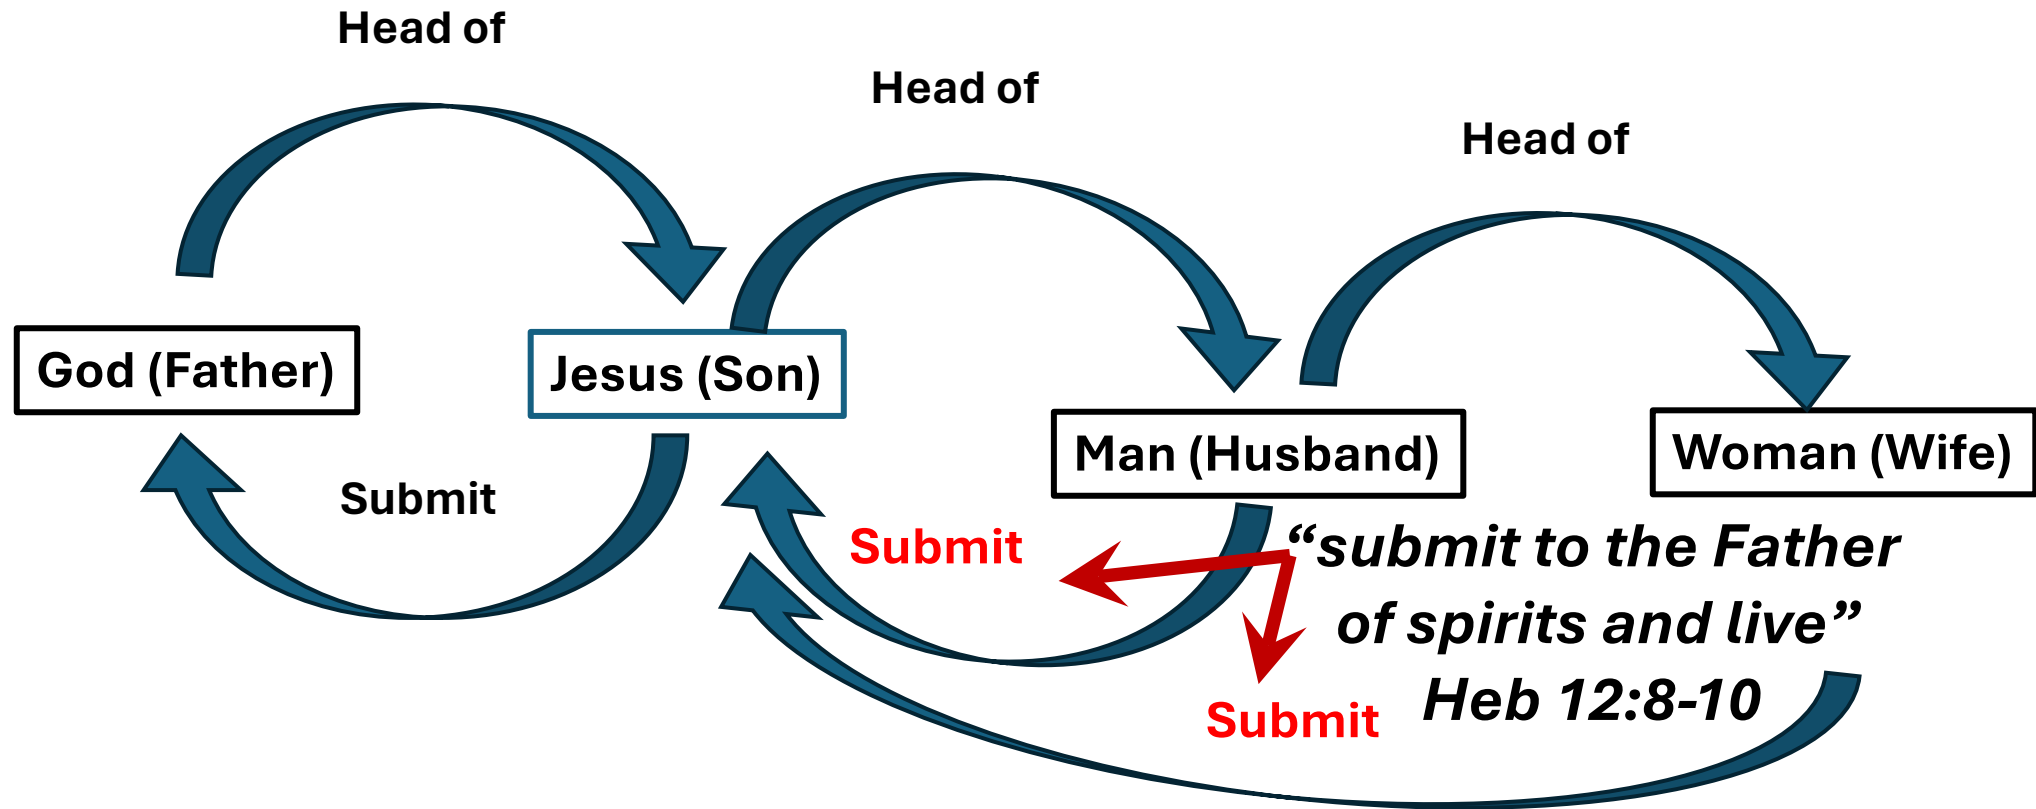 Head of
Head of
Head of
God (Father)
Jesus (Son)
Man (Husband)
Woman (Wife)
Submit
Submit
“submit to the Father
of spirits and live”
Heb 12:8-10
Submit